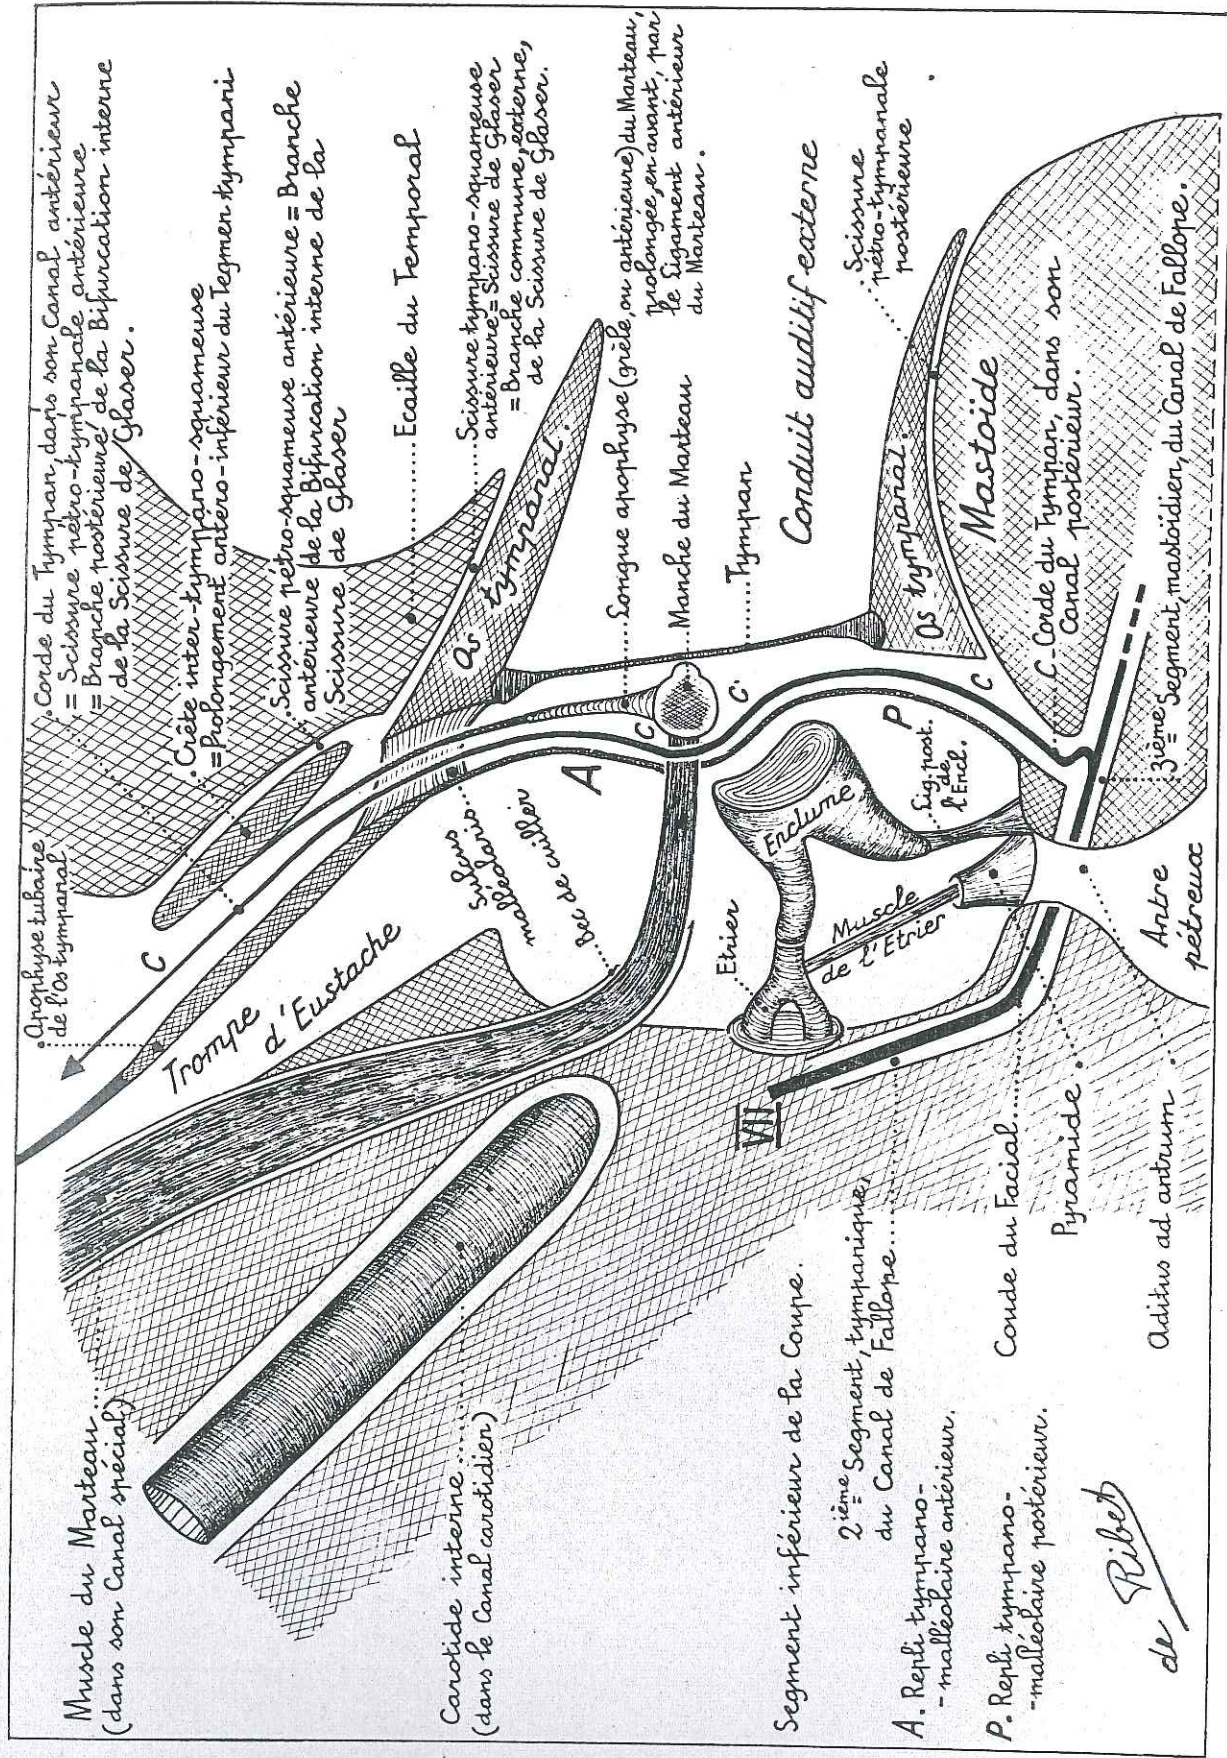 Muscle du Marteau
(dans son Canal spécial)
Carotide interne
(dans le Canal carotidien)
Segment inférieur de la Coupe.
2ième = Segment, tympanique,
du Canal de Fallope
A. Repli tympano-
-malléolaire antérieur.
Coude du Facial
P. Repli tympano-
-malléolaire postérieur.
Pyramide
Aditus ad antrum
de Ribet
Apophyse tubaire
de l'os tympanal
C
Trompe
d'Eustache
Sulcus
malléolaris
Bec de cuillér
A
VII
Etrier
Enclume
Muscle
de l'Etrier
Lig. post.
de
l'Encl.
P
Antre
pétreux
Corde du Tympan, dans son Canal antérieur
= Scissure pétro-tympanale antérieure
= Branche postérieure de la Bifurcation interne
de la Scissure de Glaser.
Crête inter-tympano-squameuse
= Prolongement antéro-inférieur du Tegmen tympani
Scissure pétro-squameuse antérieure = Branche
antérieure de la Bifurcation interne de la
Scissure de Glaser
Ecaille du Temporal
Scissure tympano-squameuse
antérieure = Scissure de Glaser
= Branche commune, externe,
de la Scissure de Glaser.
Os tympanal.
Longue apophyse (grêle, ou antérieure) du Marteau,
prolongée, en avant, par
le Ligament antérieur
du Marteau.
C
Manche du Marteau
C'
Tympan
Conduit auditif externe
Scissure
pétro-tympanale
postérieure
Os tympanal.
Mastoïde
C
C-Corde du Tympan, dans son
Canal postérieur.
3ième = Segment, mastoïdien, du Canal de Fallope.